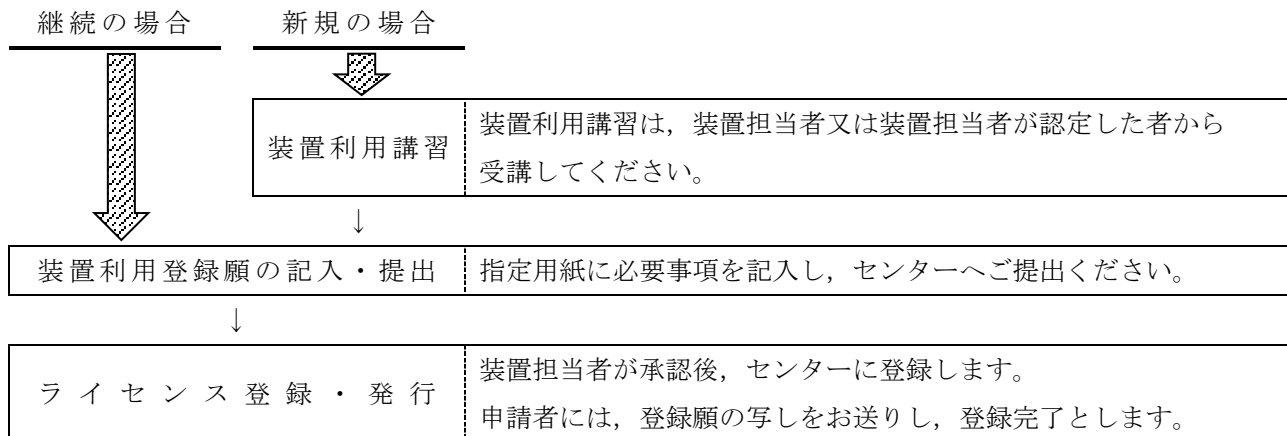 継続の場合
新規の場合
装置利用講習
装置利用講習は，装置担当者又は装置担当者が認定した者から
受講してください。
↓
装置利用登録願の記入・提出
指定用紙に必要事項を記入し，センターへご提出ください。
↓
ライセンス登録・発行
装置担当者が承認後，センターに登録します。
申請者には，登録願の写しをお送りし，登録完了とします。